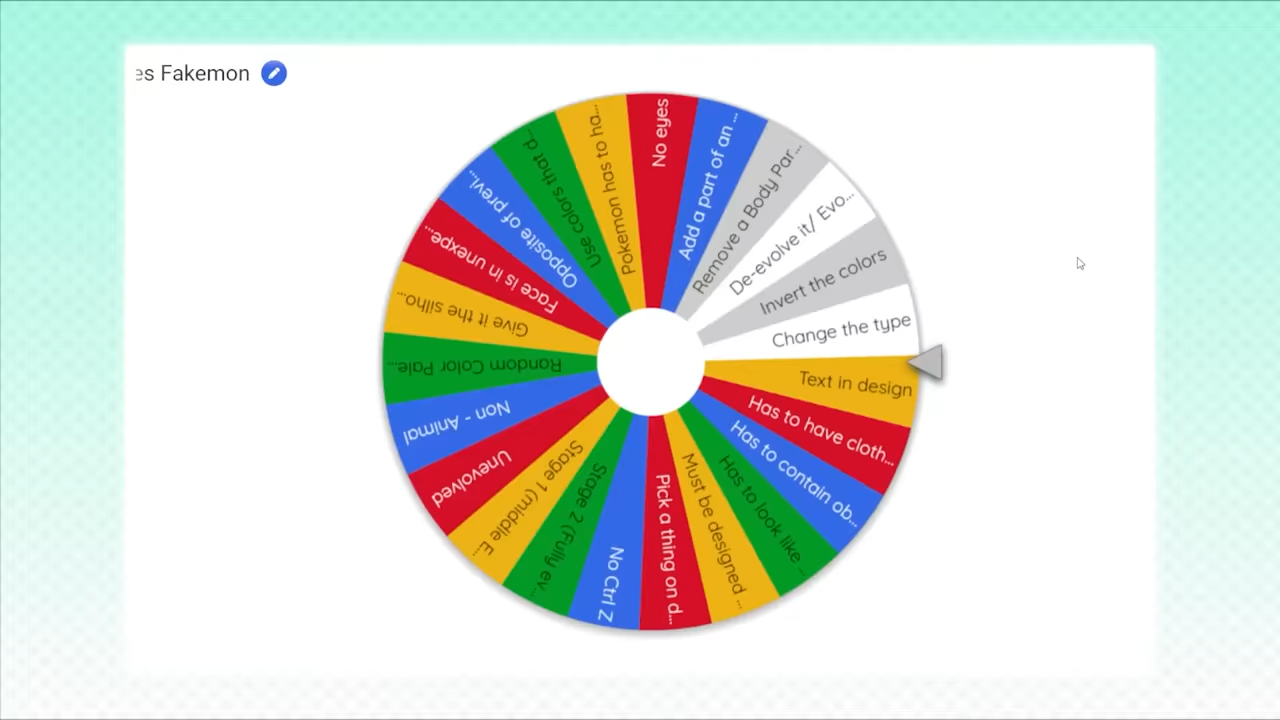 es Fakemon
No eyes
Add a part of an ...
Remove a Body Par...
De-evolve it/ Evo...
Invert the colors
Change the type
Text in design
Has to have cloth...
Has to contain ob...
Has to look like ...
Must be designed ...
Pick a thing on d...
No Ctrl Z
Stage 2 (Fully ev...
Stage 1 (middle E...
Unevolved
Non - Animal
Random Color Pale...
Give it the silho...
Face is in unexpe...
Opposite of previ...
Use colors that d...
Pokemon has to ha...